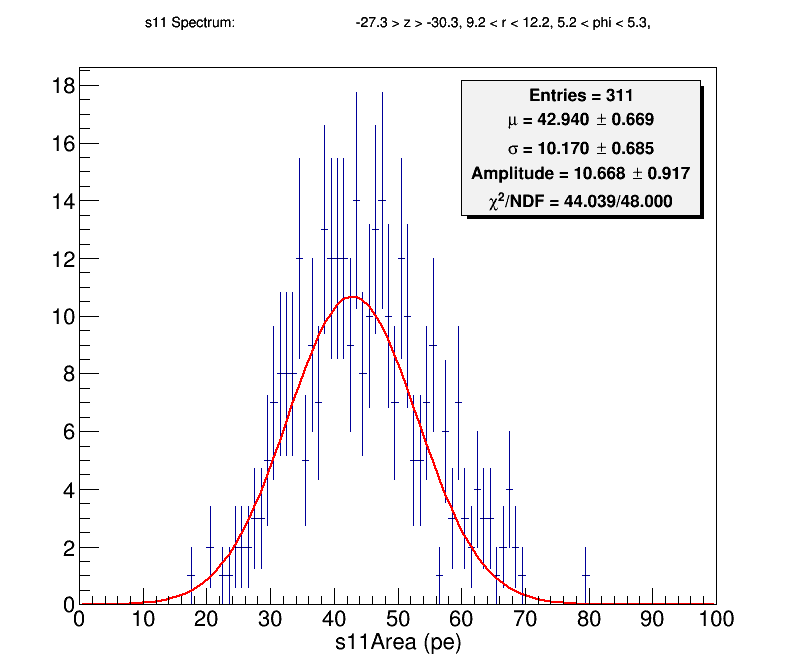 s11 Spectrum: -27.3 > z > -30.3, 9.2 < r < 12.2, 5.2 < phi < 5.3,
Entries = 311
μ = 42.940 ± 0.669
σ = 10.170 ± 0.685
Amplitude = 10.668 ± 0.917
χ²/NDF = 44.039/48.000
18
16
14
12
10
8
6
4
2
0
0 10 20 30 40 50 60 70 80 90 100
s11Area (pe)